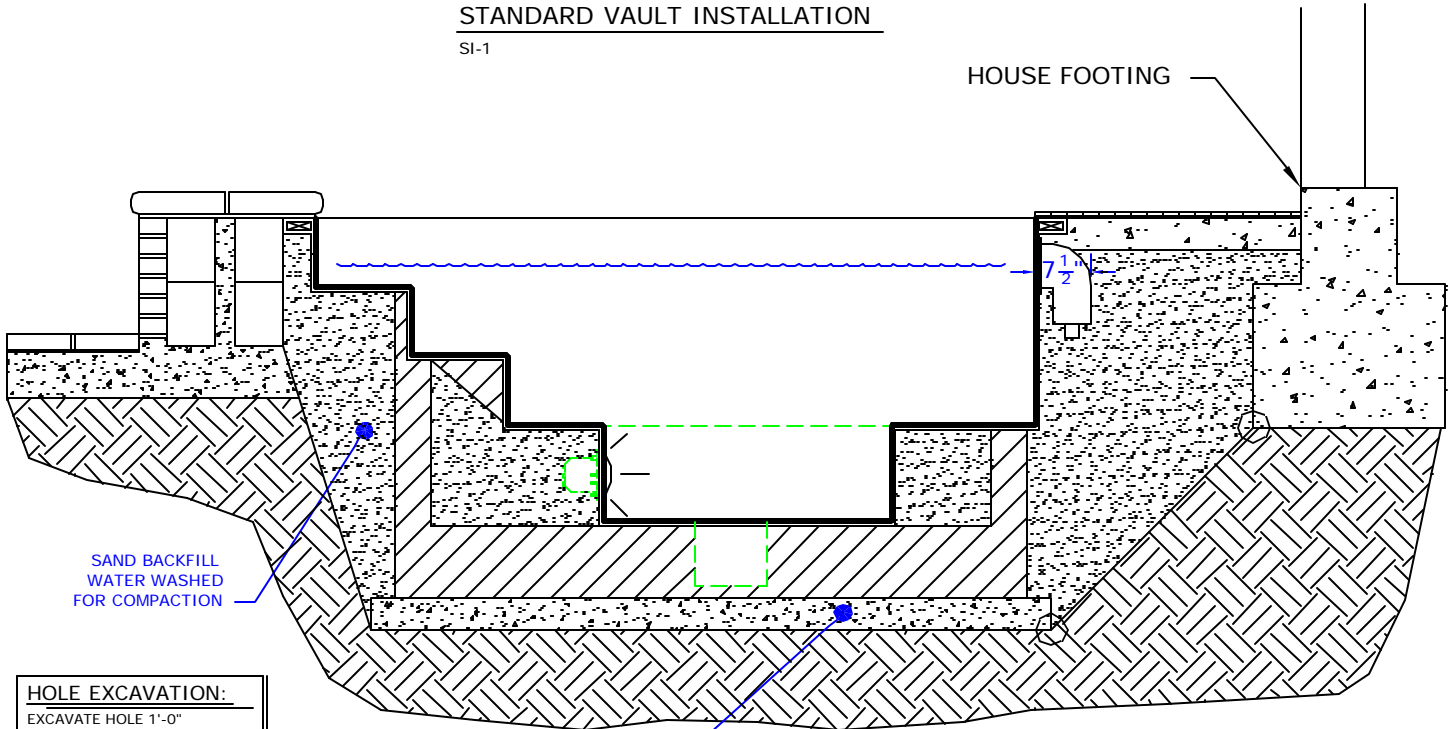 STANDARD VAULT INSTALLATION
SI-1
HOUSE FOOTING
7 1/2"
SAND BACKFILL
WATER WASHED
FOR COMPACTION
HOLE EXCAVATION:
EXCAVATE HOLE 1'-0"